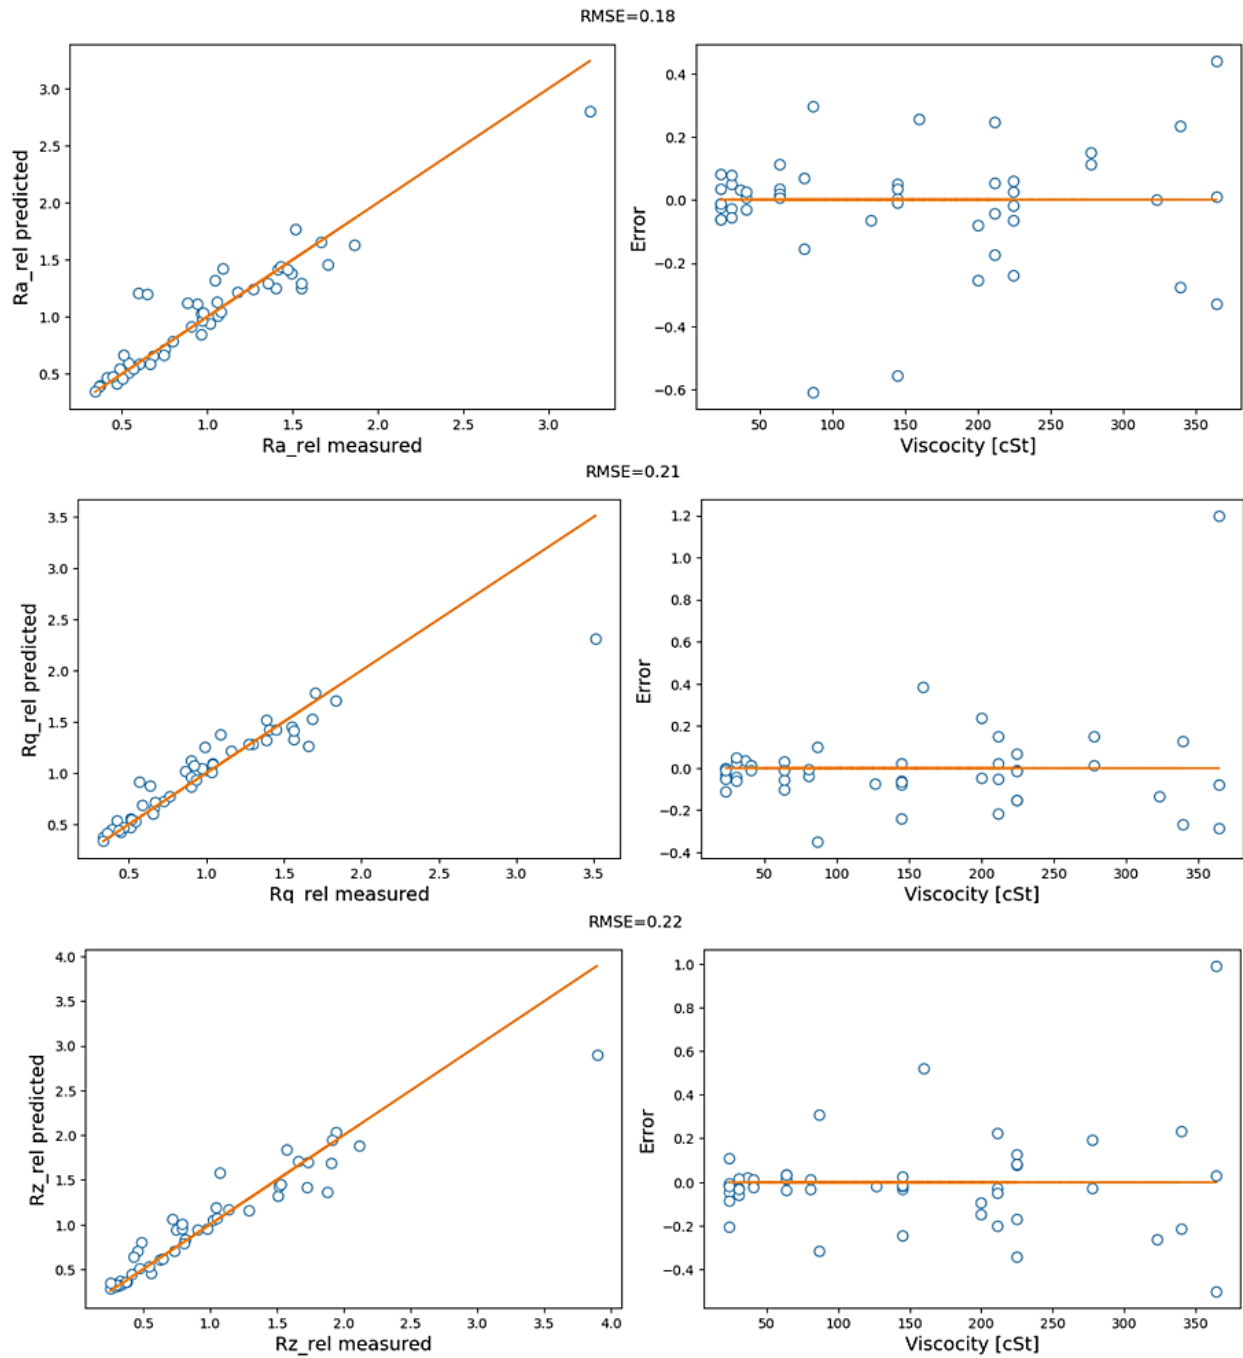 RMSE=0.18
3.0
2.5
2.0
1.5
1.0
0.5
Ra_rel predicted
0.5 1.0 1.5 2.0 2.5 3.0
Ra_rel measured
0.4
0.2
0.0
−0.2
−0.4
−0.6
Error
50 100 150 200 250 300 350
Viscocity [cSt]
RMSE=0.21
3.5
3.0
2.5
2.0
1.5
1.0
0.5
Rq_rel predicted
0.5 1.0 1.5 2.0 2.5 3.0 3.5
Rq rel measured
1.2
1.0
0.8
0.6
0.4
0.2
0.0
−0.2
−0.4
Error
50 100 150 200 250 300 350
Viscocity [cSt]
RMSE=0.22
4.0
3.5
3.0
2.5
2.0
1.5
1.0
0.5
Rz_rel predicted
0.5 1.0 1.5 2.0 2.5 3.0 3.5 4.0
Rz_rel measured
1.0
0.8
0.6
0.4
0.2
0.0
−0.2
−0.4
Error
50 100 150 200 250 300 350
Viscocity [cSt]